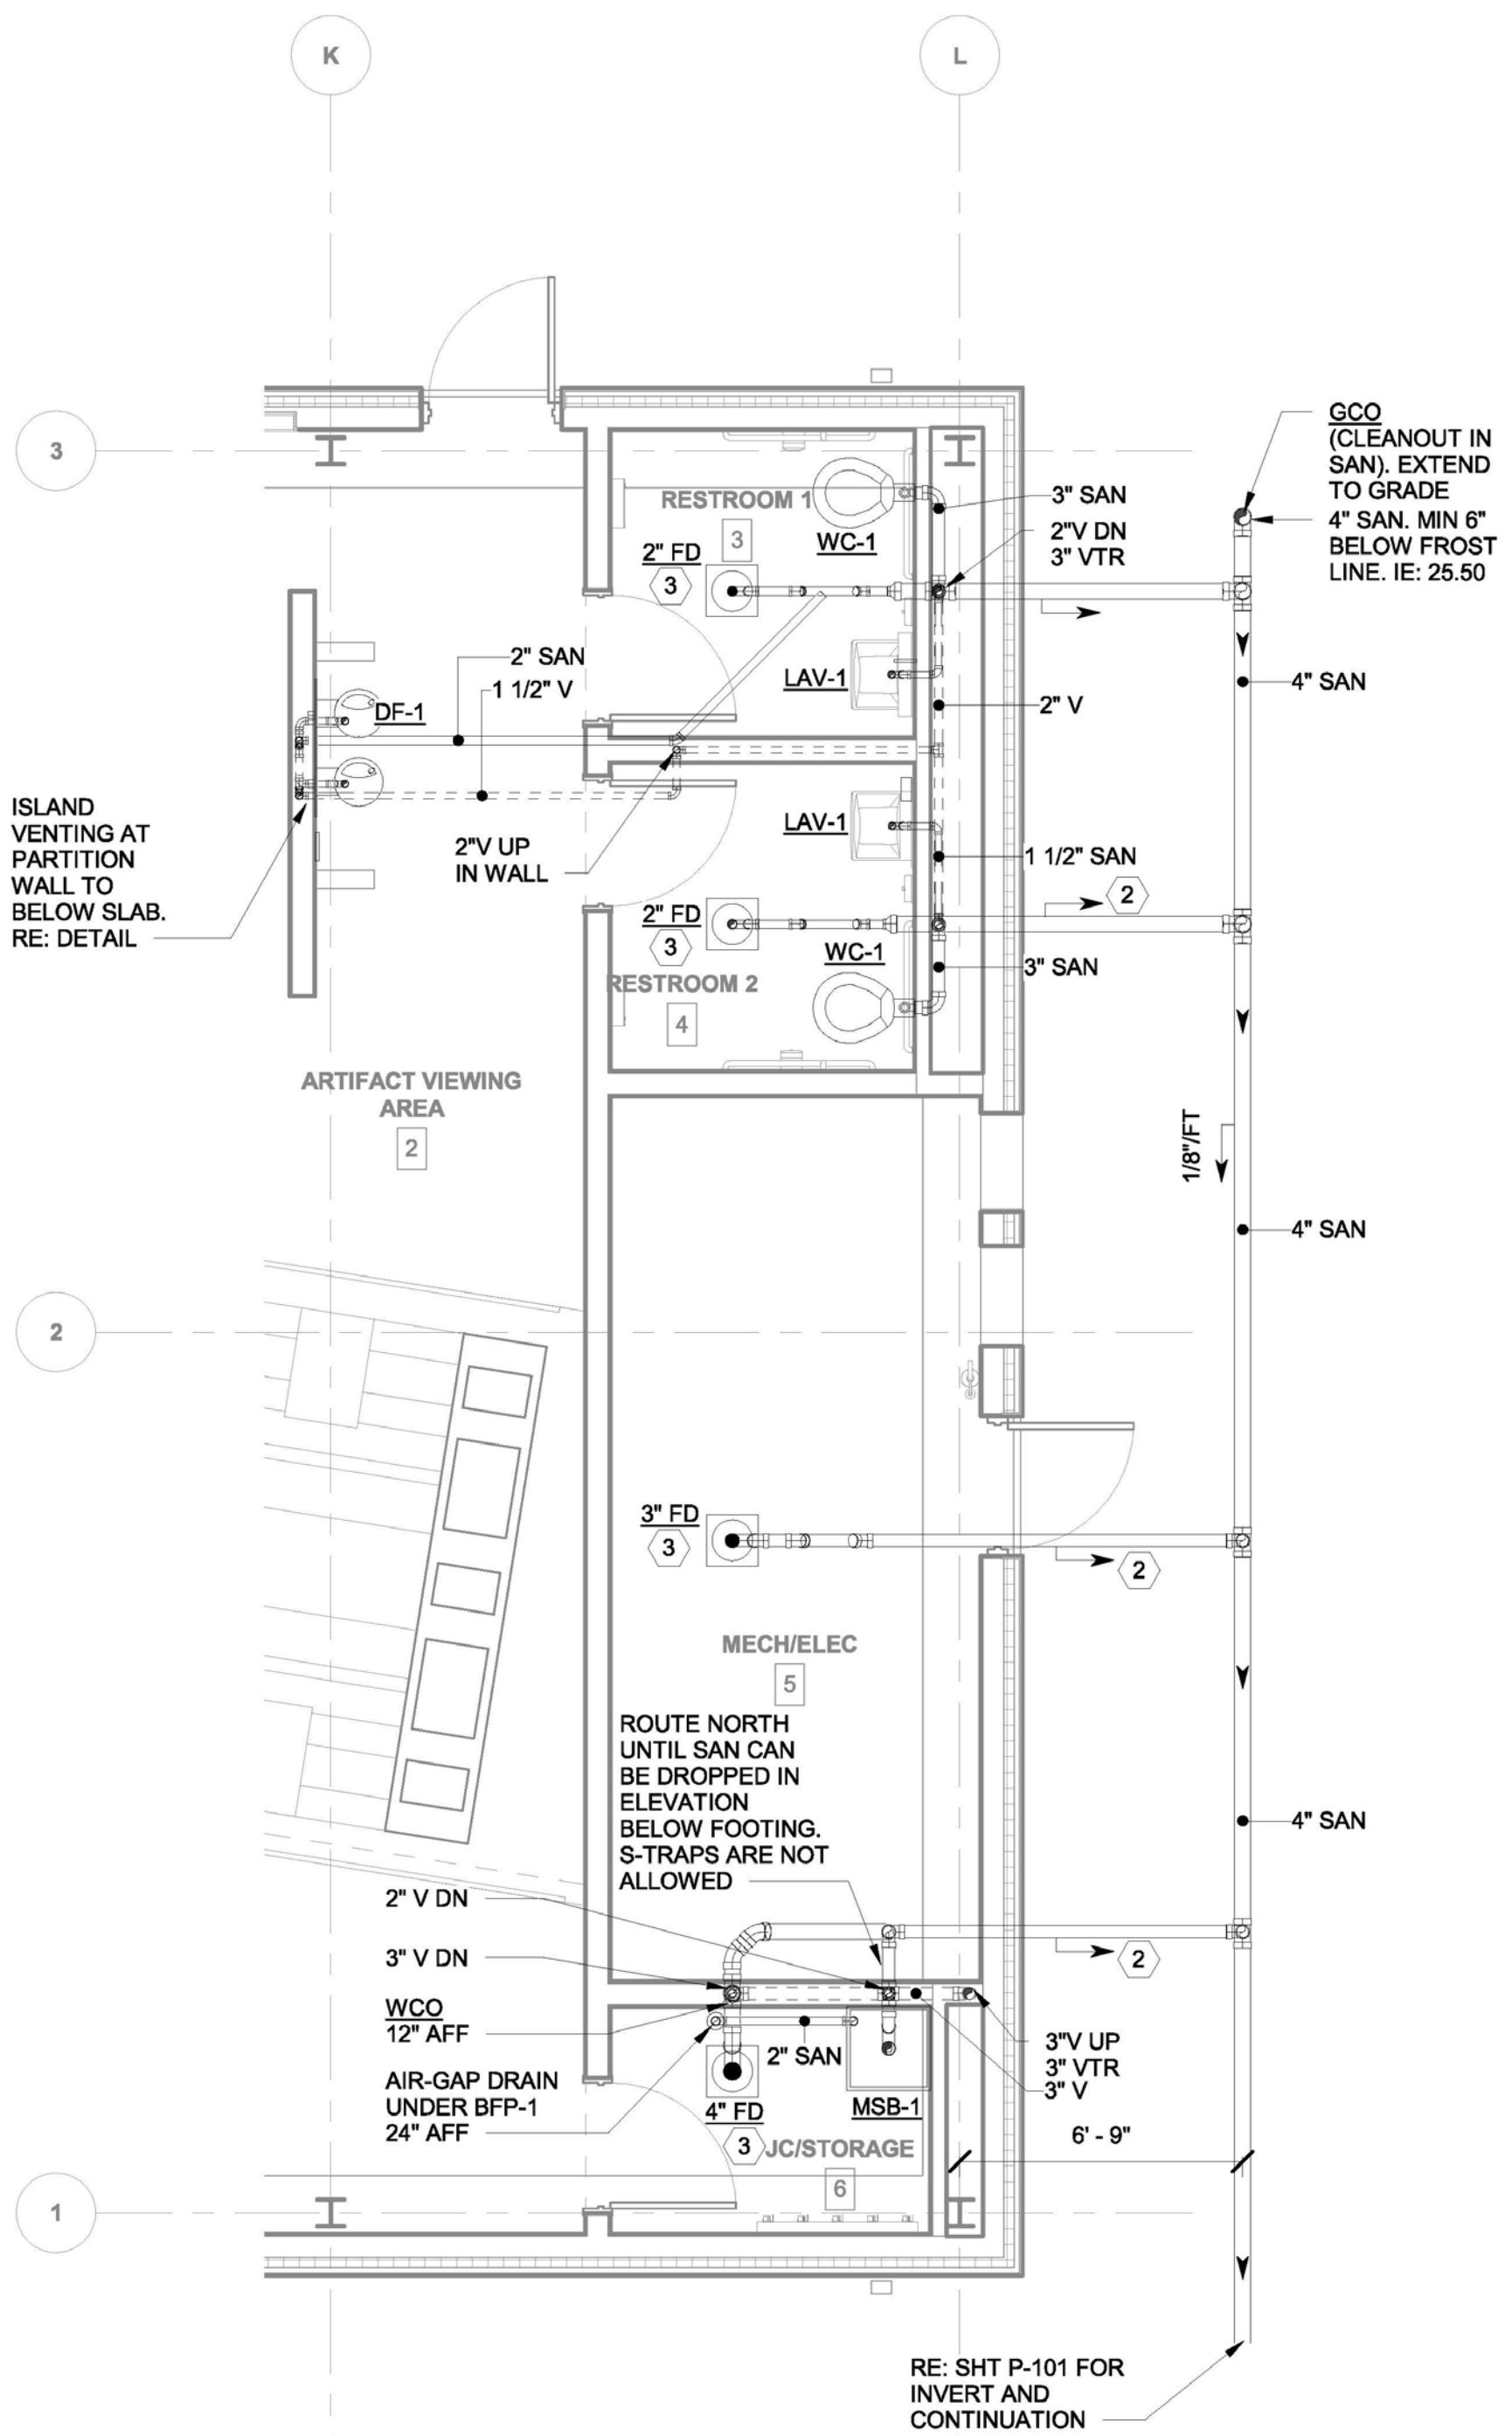 K
L
3
GCO
(CLEANOUT IN
SAN). EXTEND
TO GRADE
4" SAN. MIN 6"
BELOW FROST
LINE. IE: 25.50
RESTROOM 1
3
WC-1
3" SAN
2"V DN
3" VTR
2" FD
3
2" SAN
1 1/2" V
DF-1
LAV-1
4" SAN
2" V
ISLAND
VENTING AT
PARTITION
WALL TO
BELOW SLAB.
RE: DETAIL
2"V UP
IN WALL
LAV-1
1 1/2" SAN
2
2" FD
3
WC-1
3" SAN
RESTROOM 2
4
ARTIFACT VIEWING
AREA
2
1/8"/FT
4" SAN
2
3" FD
3
2
MECH/ELEC
5
ROUTE NORTH
UNTIL SAN CAN
BE DROPPED IN
ELEVATION
BELOW FOOTING.
S-TRAPS ARE NOT
ALLOWED
4" SAN
2" V DN
3" V DN
2
WCO
12" AFF
2" SAN
3"V UP
3" VTR
3" V
AIR-GAP DRAIN
UNDER BFP-1
24" AFF
4" FD
3
MSB-1
6' - 9"
JC/STORAGE
6
1
RE: SHT P-101 FOR
INVERT AND
CONTINUATION